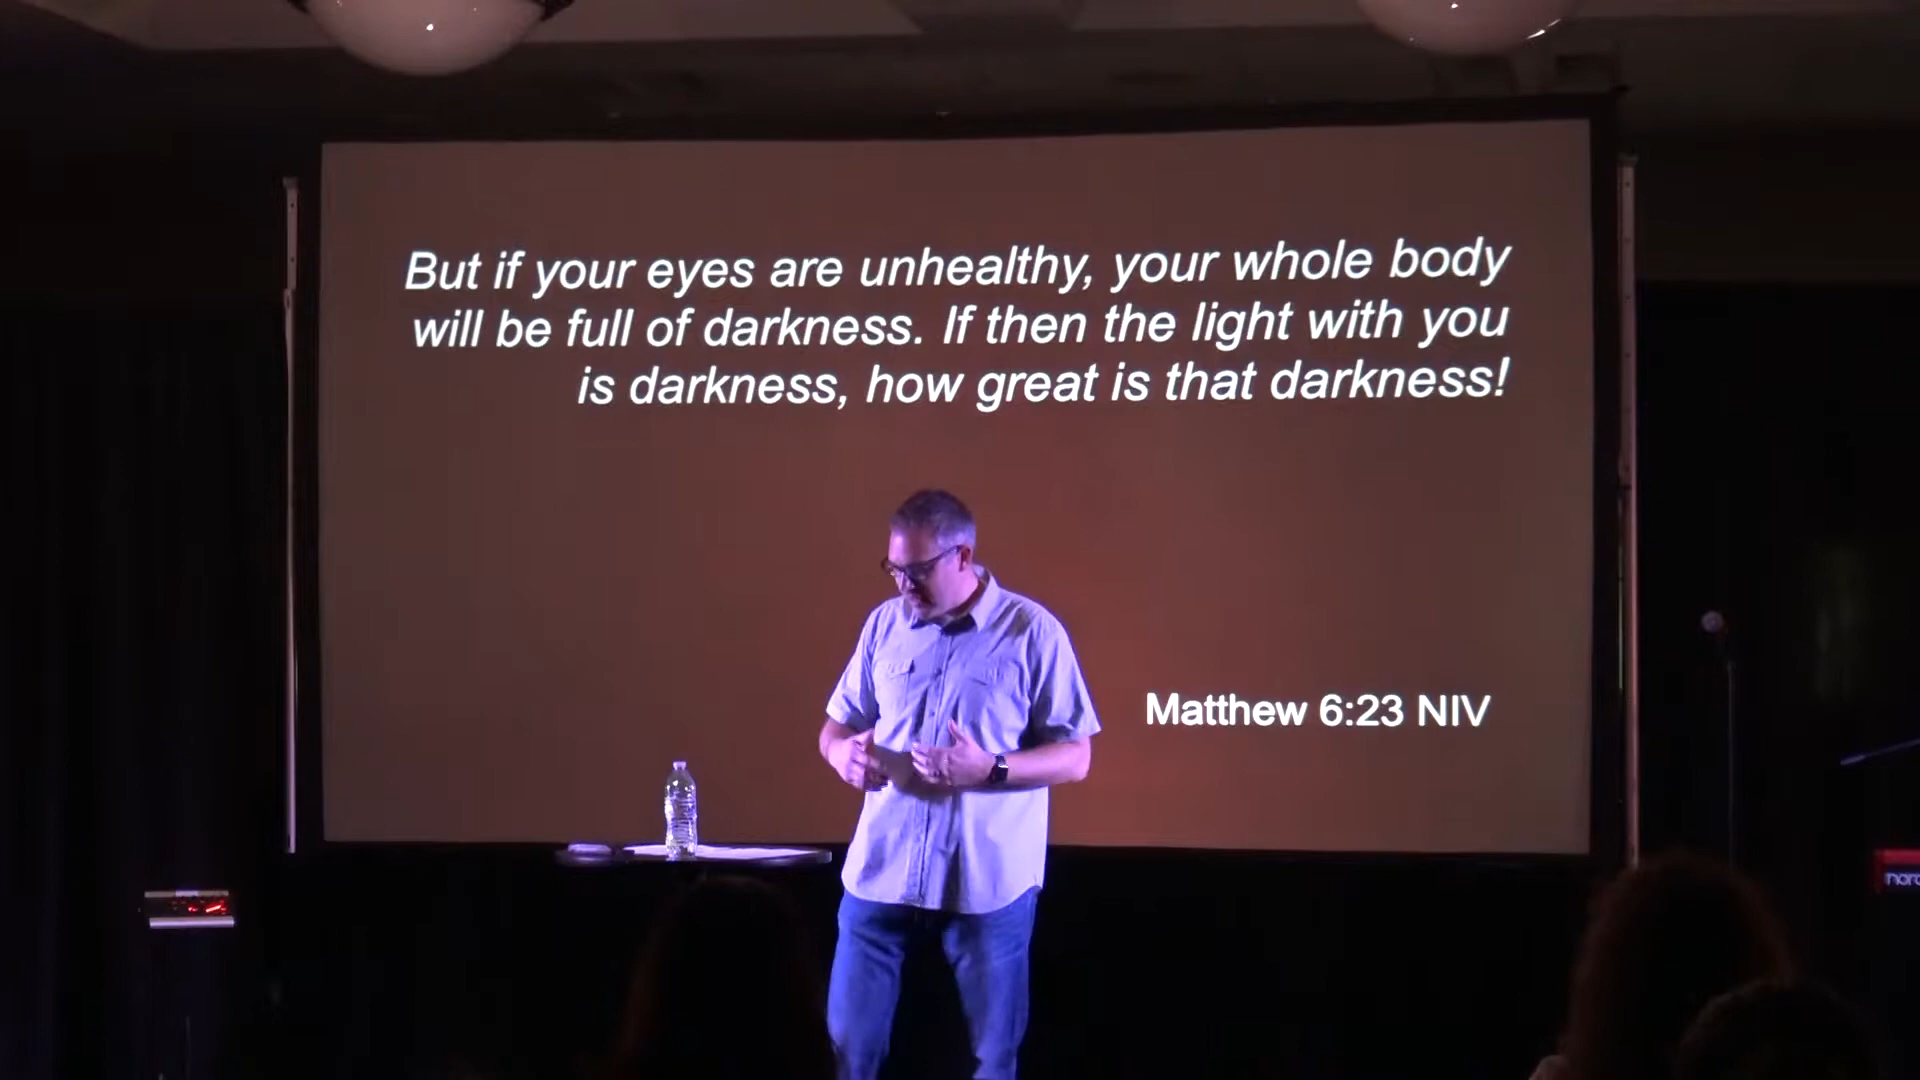 But if your eyes are unhealthy, your whole body
will be full of darkness. If then the light with you
is darkness, how great is that darkness!
Matthew 6:23 NIV